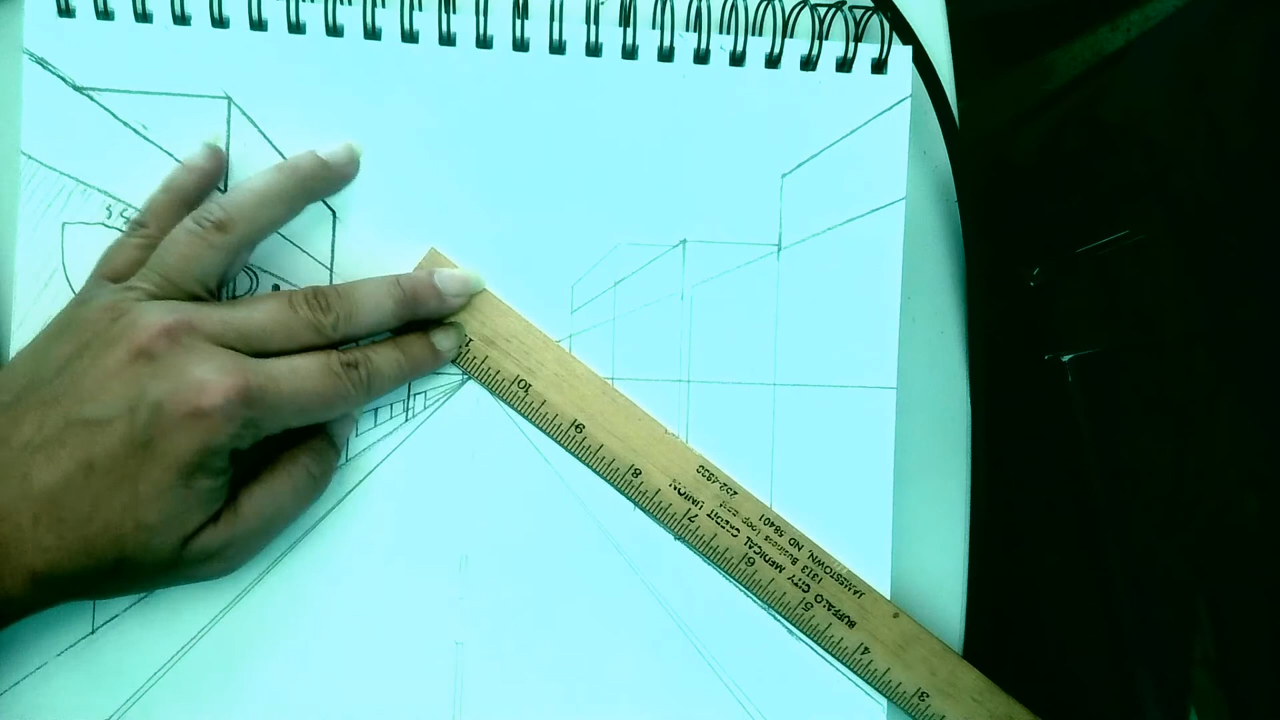 BUFFALO CITY MEDICAL CREDIT UNION
1313 Business Loop East 252-4930
JAMESTOWN, ND 58401
3
4
5
6
7
8
9
10